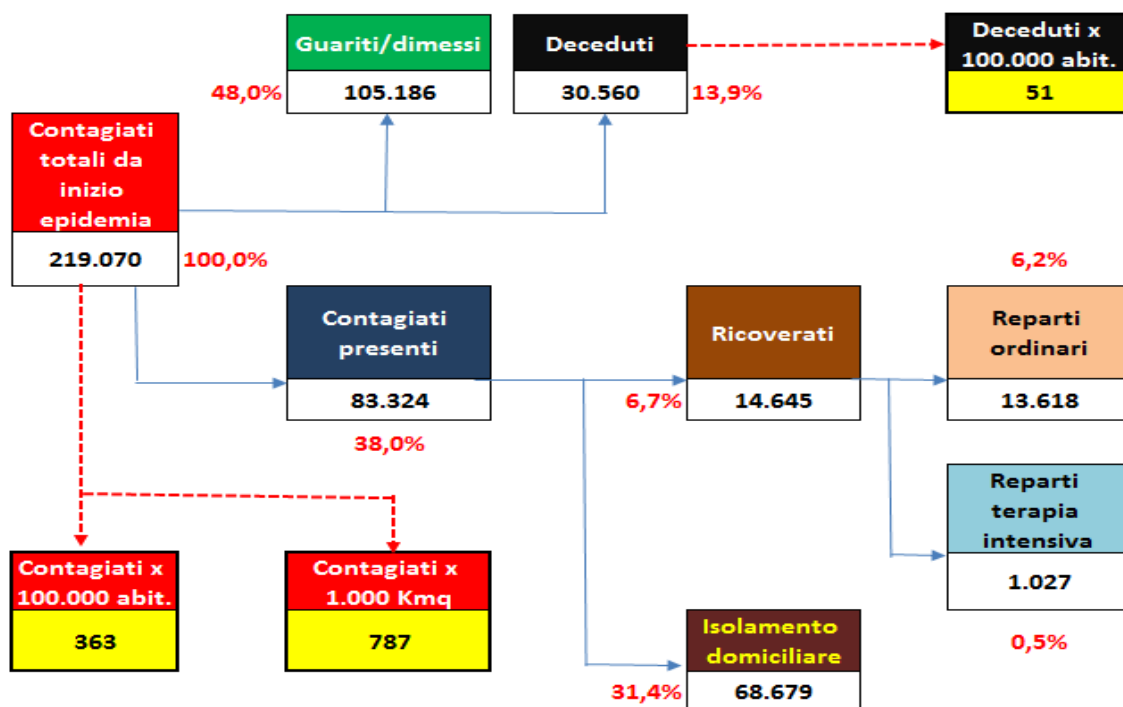 Guariti/dimessi
105.186
48,0%
Deceduti
30.560
13,9%
Deceduti x
100.000 abit.
51
Contagiati
totali da
inizio
epidemia
219.070
100,0%
Contagiati
presenti
83.324
38,0%
Ricoverati
14.645
6,7%
6,2%
Reparti
ordinari
13.618
Reparti
terapia
intensiva
1.027
0,5%
Contagiati x
100.000 abit.
363
Contagiati x
1.000 Kmq
787
Isolamento
domiciliare
68.679
31,4%